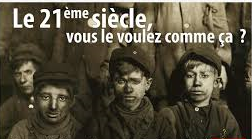 Le 21ème siècle,
vous le voulez comme ça ?